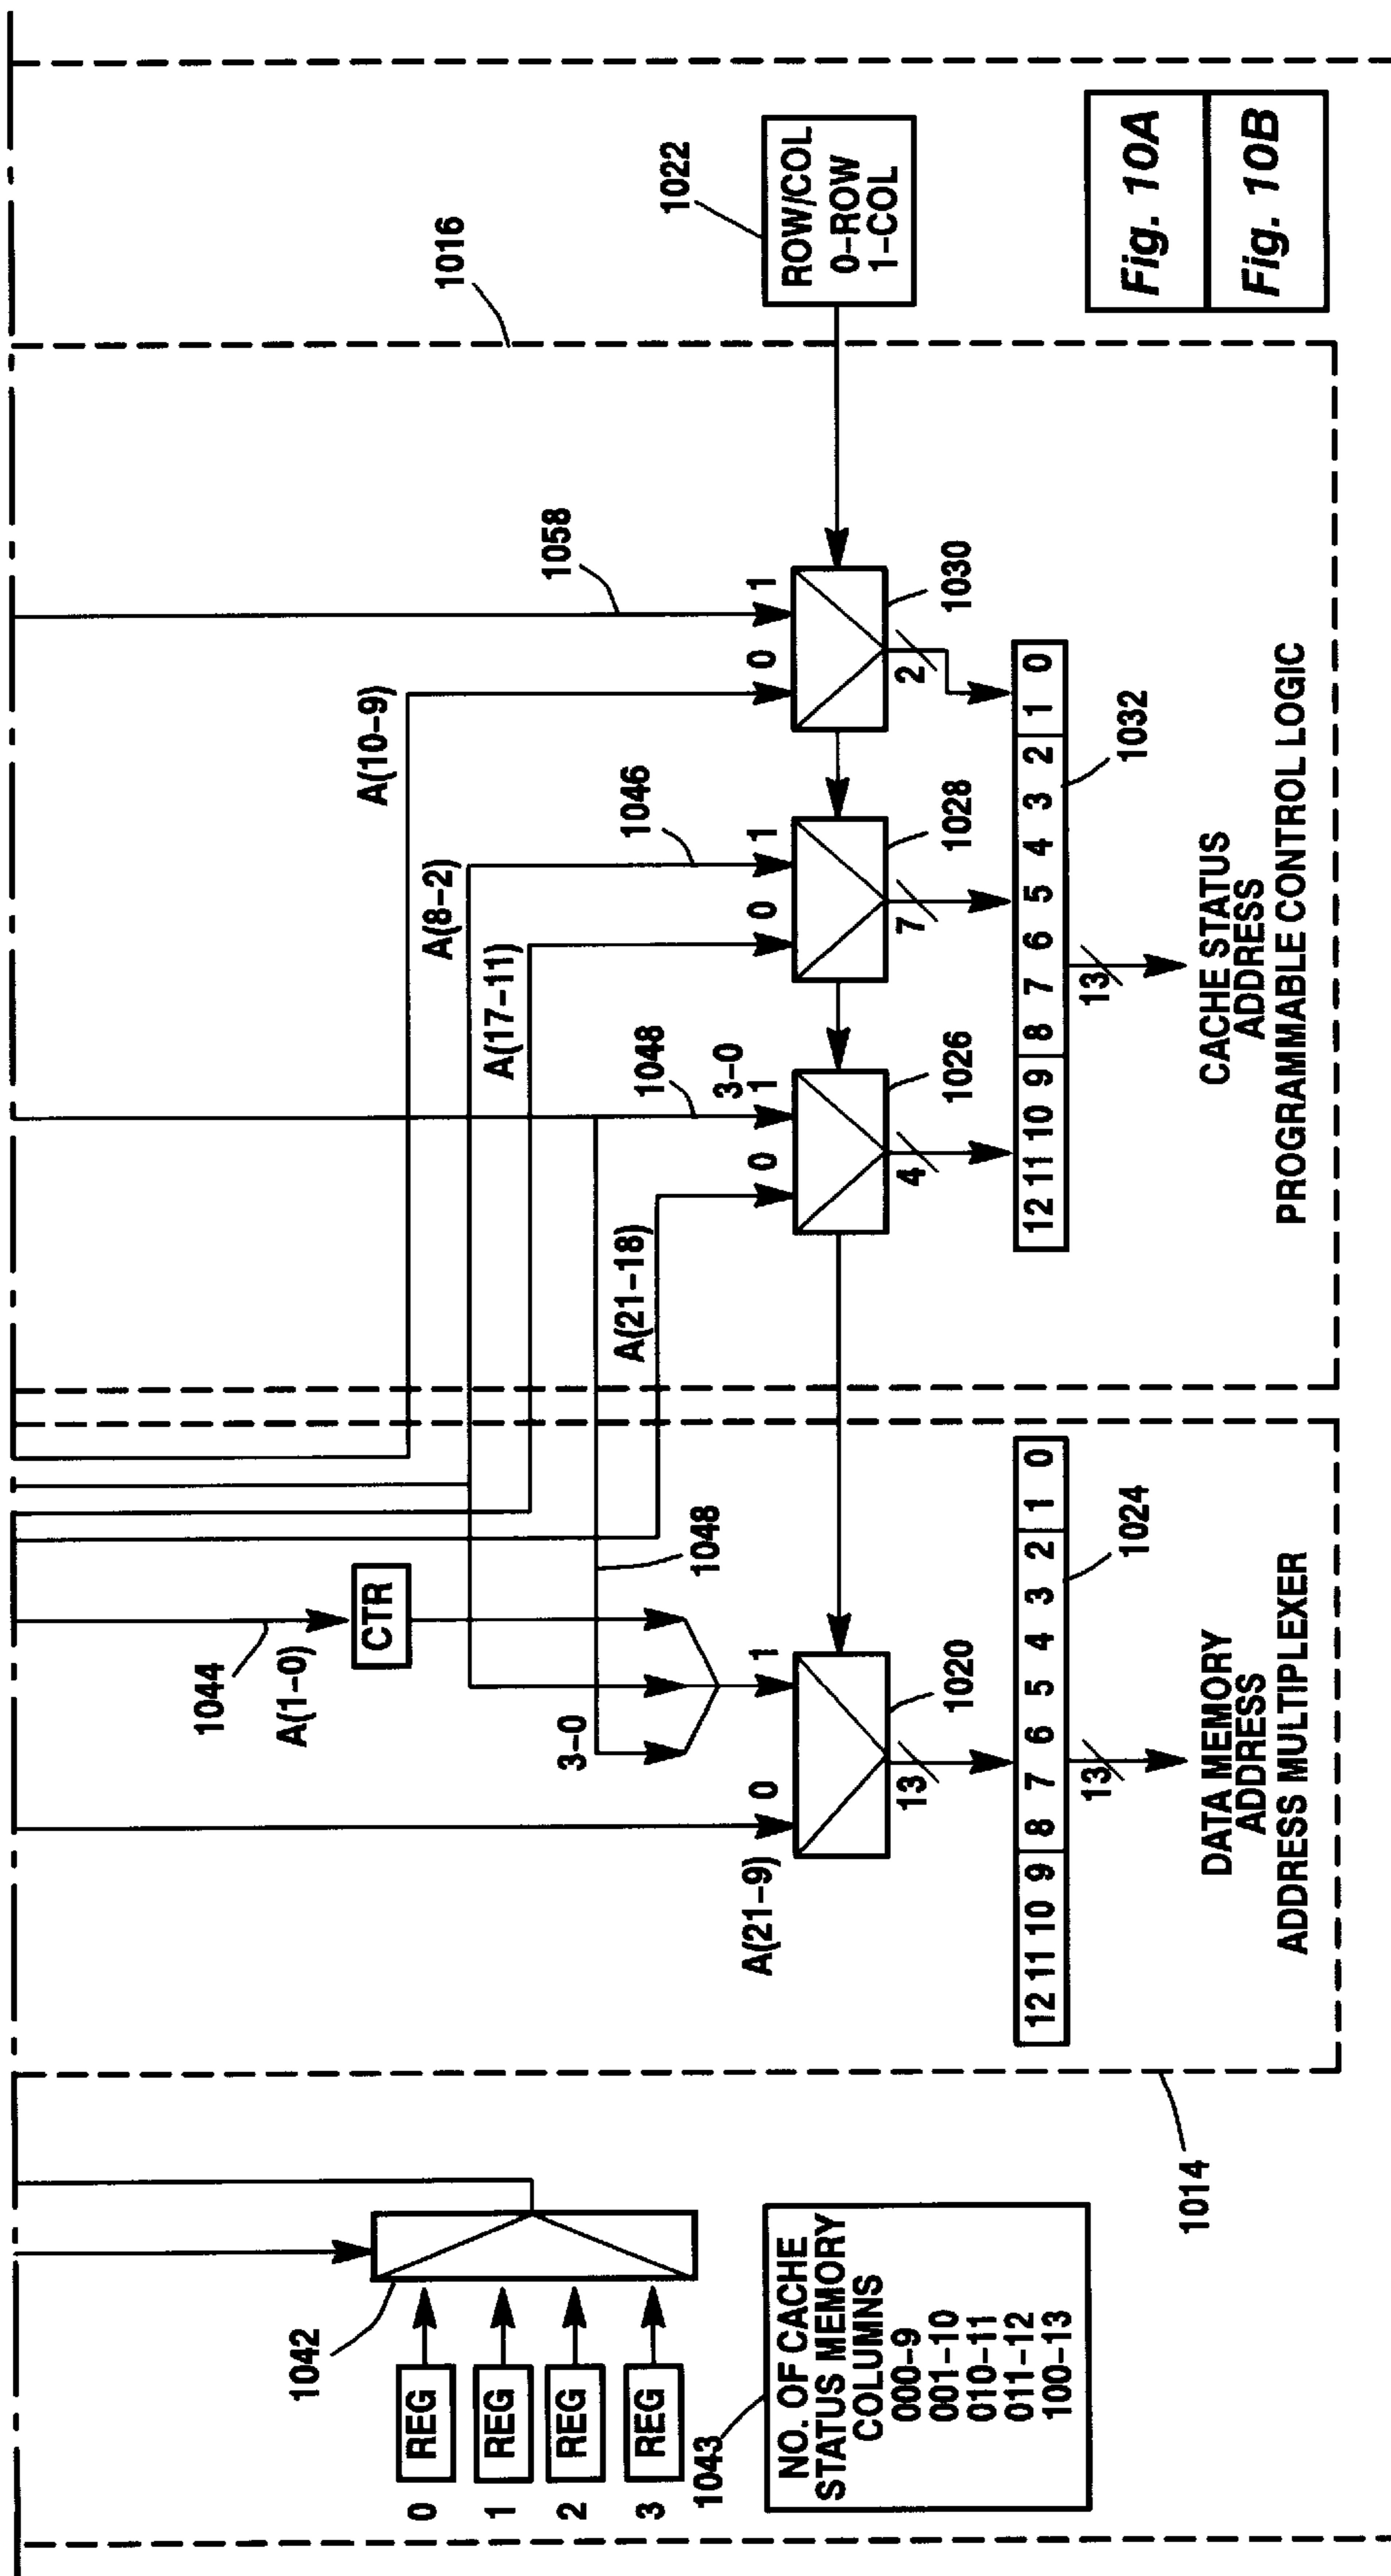 1042
0 REG
1 REG
2 REG
3 REG
1043
NO. OF CACHE
STATUS MEMORY
COLUMNS
000-9
001-10
010-11
011-12
100-13
1014
1044
A(1-0)
CTR
3-0
1048
A(21-9)
0 1
1020
13
12 11 10 9 8 7 6 5 4 3 2 1 0
1024
13
DATA MEMORY
ADDRESS
ADDRESS MULTIPLEXER
1016
A(10-9)
A(8-2)
A(17-11)
A(21-18)
1048
3-0
1046
1058
0 1
0 1
0 1
1026
1028
1030
4
7
2
12 11 10 9 8 7 6 5 4 3 2 1 0
1032
13
CACHE STATUS
ADDRESS
PROGRAMMABLE CONTROL LOGIC
1022
ROW/COL
0-ROW
1-COL
Fig. 10A
Fig. 10B